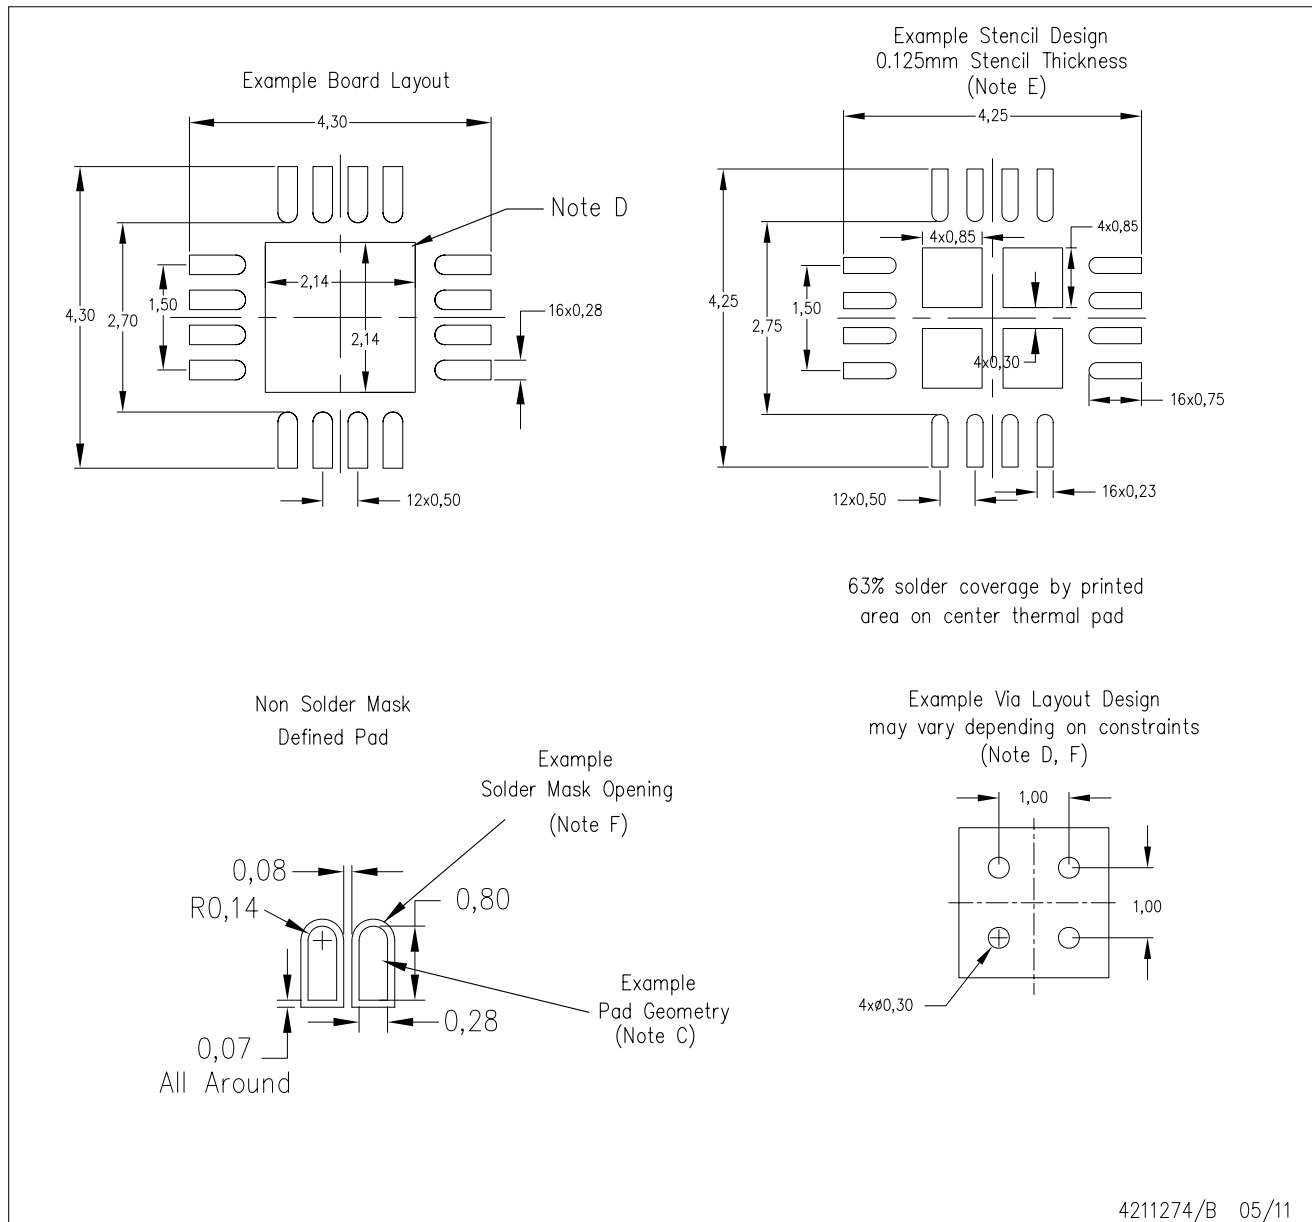 Example Board Layout
4,30
4,30
2,70
1,50
2,14
2,14
Note D
16x0,28
12x0,50
Example Stencil Design
0.125mm Stencil Thickness
(Note E)
4,25
4,25
2,75
1,50
4x0,85
4x0,85
4x0,30
16x0,75
12x0,50
16x0,23
63% solder coverage by printed
area on center thermal pad
Non Solder Mask
Defined Pad
Example
Solder Mask Opening
(Note F)
0,08
R0,14
0,80
Example
Pad Geometry
(Note C)
0,28
0,07
All Around
Example Via Layout Design
may vary depending on constraints
(Note D, F)
1,00
1,00
4xø0,30
4211274/B 05/11